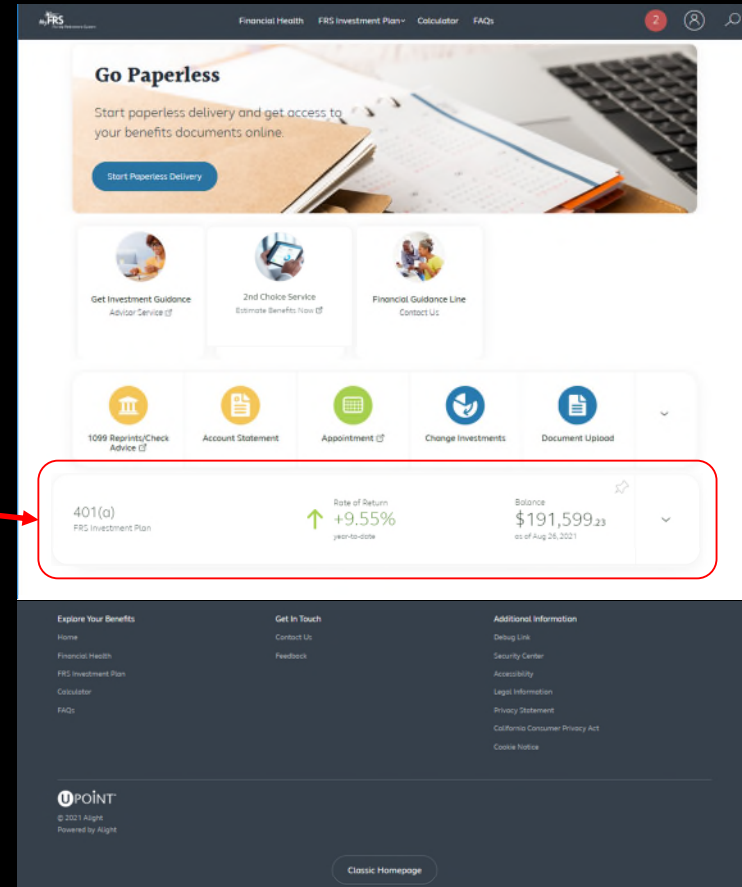 MyFRS
Financial Health FRS Investment Plan Calculator FAQs 2
Go Paperless
Start paperless delivery and get access to
your benefits documents online.
Start Paperless Delivery
Get Investment Guidance
Advisor Service
2nd Choice Service
Estimate Benefits Now
Financial Guidance Line
Contact Us
1099 Reprints/Check
Advice
Account Statement
Appointment
Change Investments
Document Upload
401(a)
FRS Investment Plan
Rate of Return
+9.55%
year-to-date
Balance
$191,599.23
as of Aug 26, 2021
Explore Your Benefits
Home
Financial Health
FRS Investment Plan
Calculator
FAQs
Get In Touch
Contact Us
Feedback
Additional Information
Debug Link
Security Center
Accessibility
Legal Information
Privacy Statement
California Consumer Privacy Act
Cookie Notice
UPOINT
© 2021 Alight
Powered by Alight
Classic Homepage